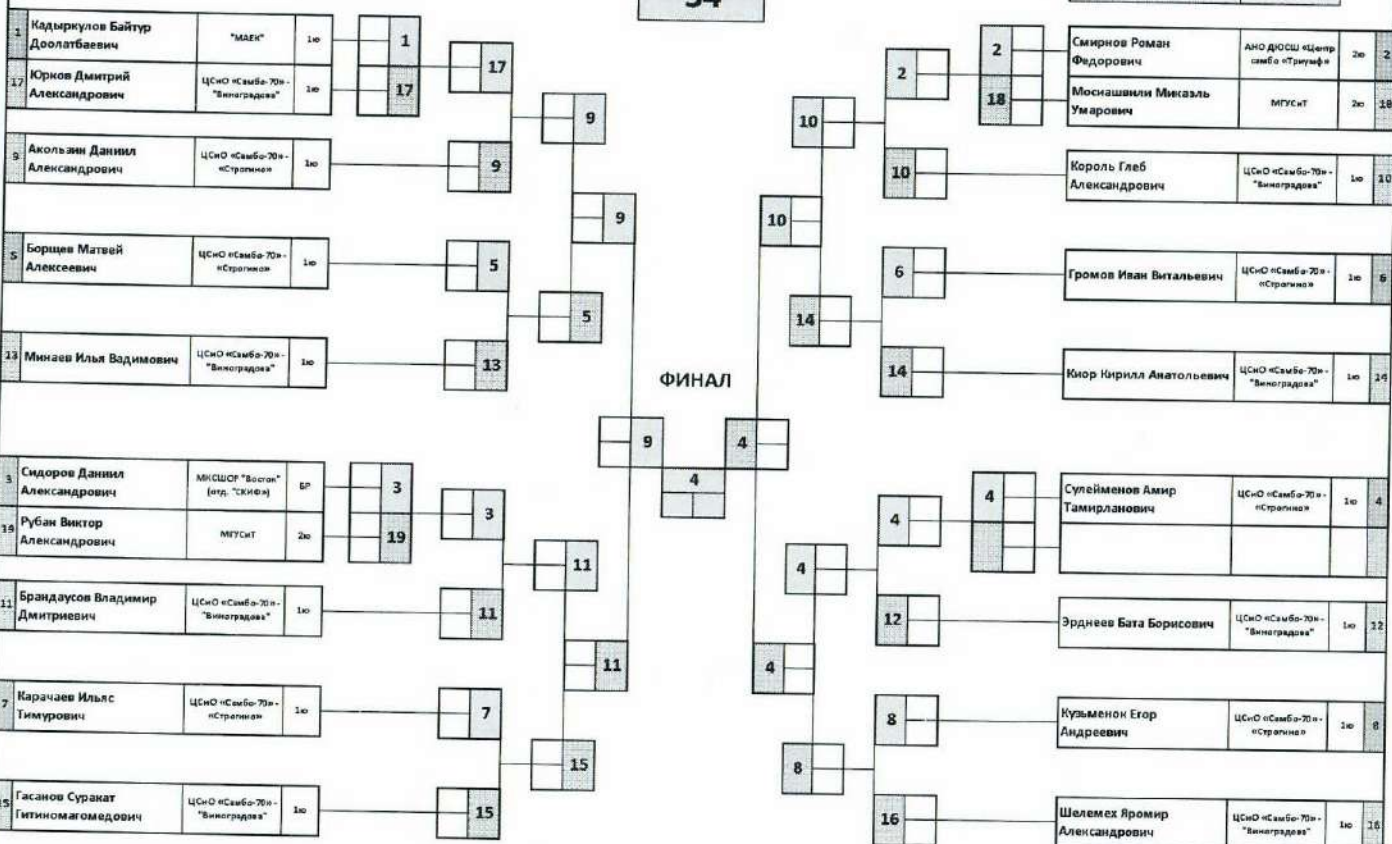 34
1 Кадыркулов Байтур "МАЕК" 1ю
Доолатбаевич
17 Юрков Дмитрий ЦСиО «Самбо-70» - 1ю
Александрович "Виноградова"
1
17
17
9 Акользин Даниил ЦСиО «Самбо-70» - 1ю
Александрович «Строгино»
9
9
5 Борщев Матвей ЦСиО «Самбо-70» - 1ю
Алексеевич «Строгино»
5
9
13 Минаев Илья Вадимович ЦСиО «Самбо-70» - 1ю
"Виноградова"
13
5
3 Сидоров Даниил МКСШОР "Восток" БР
Александрович (отд. "СКИФ»)
19 Рубан Виктор МГУСиТ 2ю
Александрович
3
19
3
11 Брандаусов Владимир ЦСиО «Самбо-70» - 1ю
Дмитриевич "Виноградова"
11
11
7 Карачаев Ильяс ЦСиО «Самбо-70» - 1ю
Тимурович «Строгино»
7
11
15 Гасанов Суракат ЦСиО «Самбо-70» - 1ю
Гитиномагомедович "Виноградова"
15
15
ФИНАЛ
9
4
4
2
18
Смирнов Роман АНО ДЮСШ «Центр 2ю 2
Федорович самбо «Триумф»
Мосиашвили Микаэль МГУСиТ 2ю 18
Умарович
2
10
10
Король Глеб ЦСиО «Самбо-70» - 1ю 10
Александрович "Виноградова"
10
6
Громов Иван Витальевич ЦСиО «Самбо-70» - 1ю 6
«Строгино»
14
14
Киор Кирилл Анатольевич ЦСиО «Самбо-70» - 1ю 14
"Виноградова"
4
Сулейменов Амир ЦСиО «Самбо-70» - 1ю 4
Тамирланович «Строгино»
4
4
12
Эрднеев Бата Борисович ЦСиО «Самбо-70» - 1ю 12
"Виноградова"
4
8
Кузьменок Егор ЦСиО «Самбо-70» - 1ю 8
Андреевич «Строгино»
8
16
Шелемех Яромир ЦСиО «Самбо-70» - 1ю 16
Александрович "Виноградова"